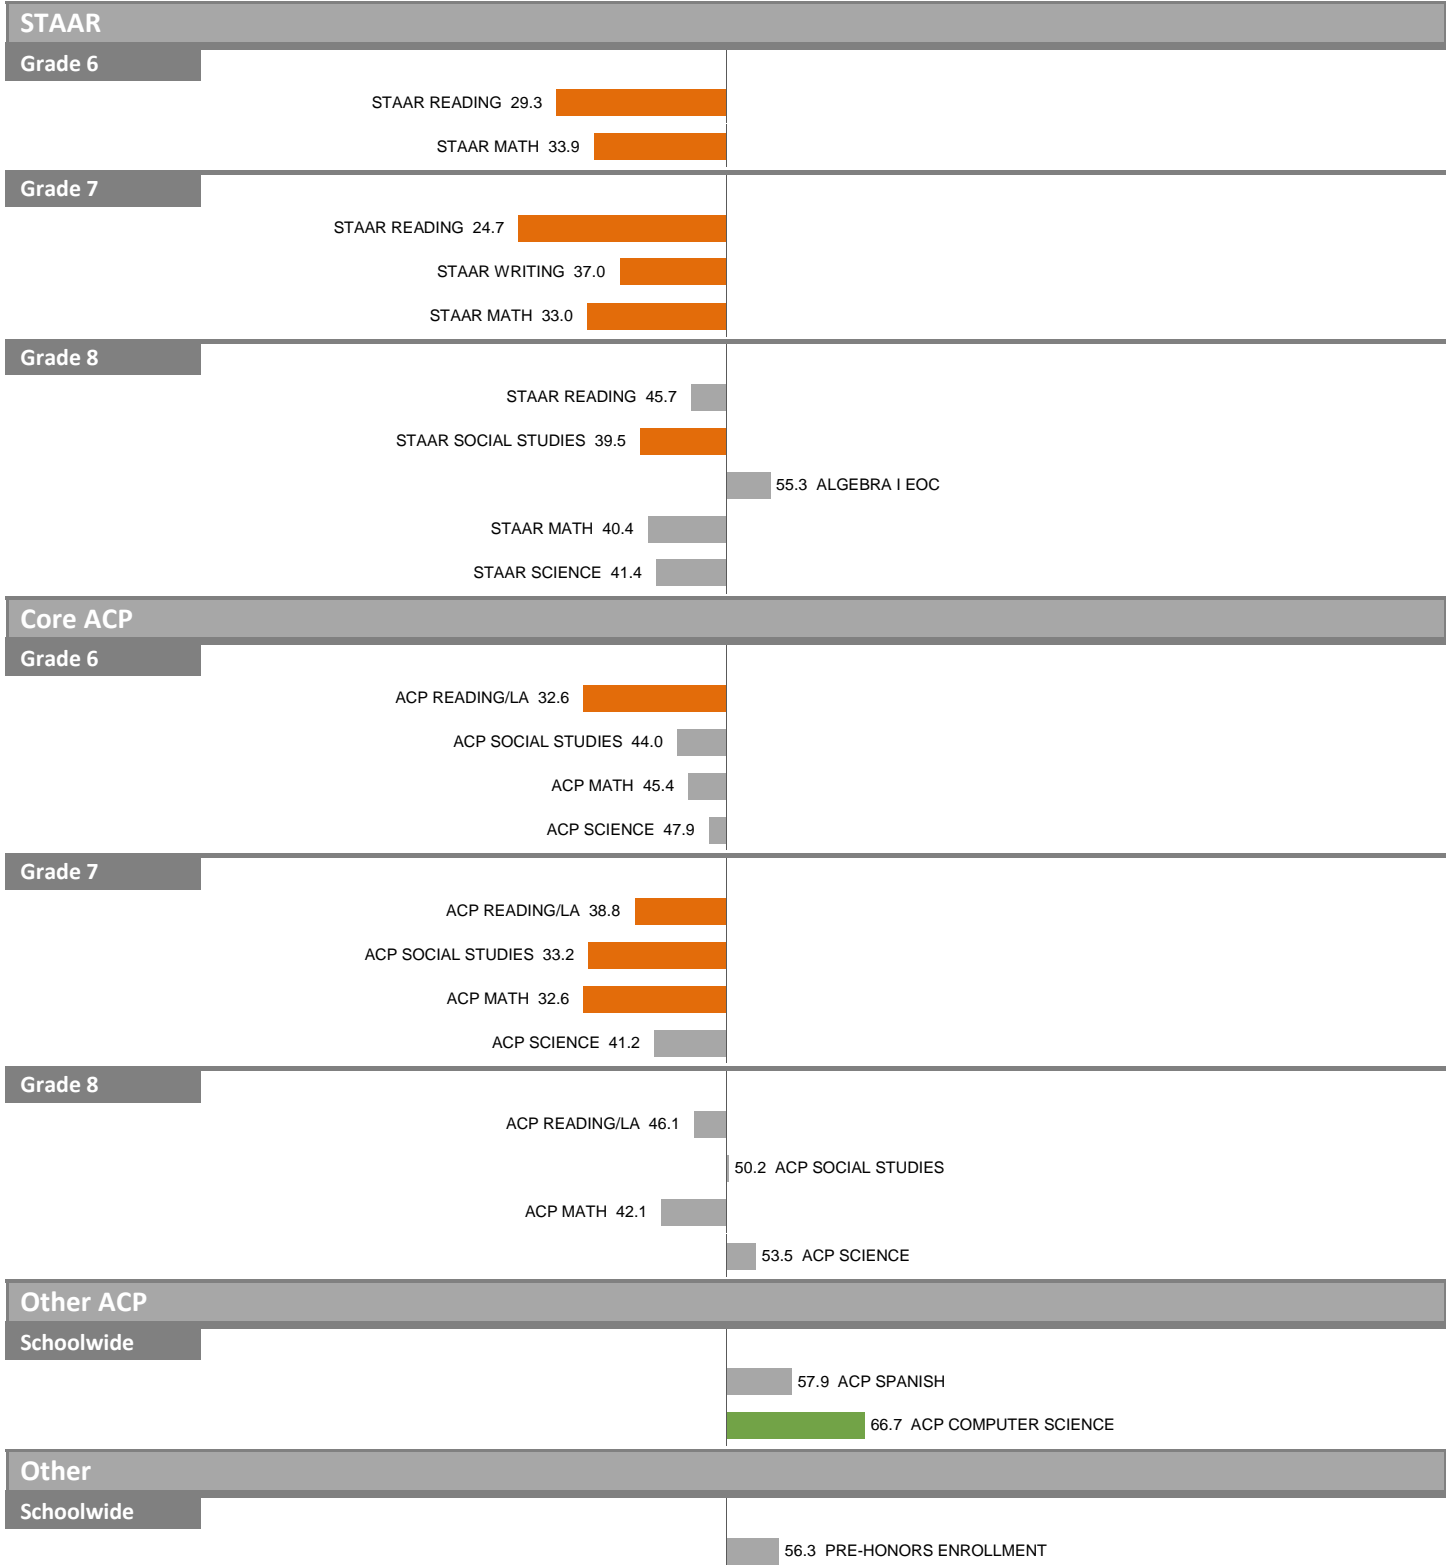 STAAR
Grade 6
STAAR READING 29.3
STAAR MATH 33.9
Grade 7
STAAR READING 24.7
STAAR WRITING 37.0
STAAR MATH 33.0
Grade 8
STAAR READING 45.7
STAAR SOCIAL STUDIES 39.5
55.3 ALGEBRA I EOC
STAAR MATH 40.4
STAAR SCIENCE 41.4
Core ACP
Grade 6
ACP READING/LA 32.6
ACP SOCIAL STUDIES 44.0
ACP MATH 45.4
ACP SCIENCE 47.9
Grade 7
ACP READING/LA 38.8
ACP SOCIAL STUDIES 33.2
ACP MATH 32.6
ACP SCIENCE 41.2
Grade 8
ACP READING/LA 46.1
50.2 ACP SOCIAL STUDIES
ACP MATH 42.1
53.5 ACP SCIENCE
Other ACP
Schoolwide
57.9 ACP SPANISH
66.7 ACP COMPUTER SCIENCE
Other
Schoolwide
56.3 PRE-HONORS ENROLLMENT